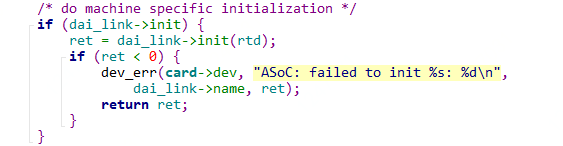 /* do machine specific initialization */
if (dai_link->init) {
    ret = dai_link->init(rtd);
    if (ret < 0) {
        dev_err(card->dev, "ASoC: failed to init %s: %d\n",
            dai_link->name, ret);
        return ret;
    }
}